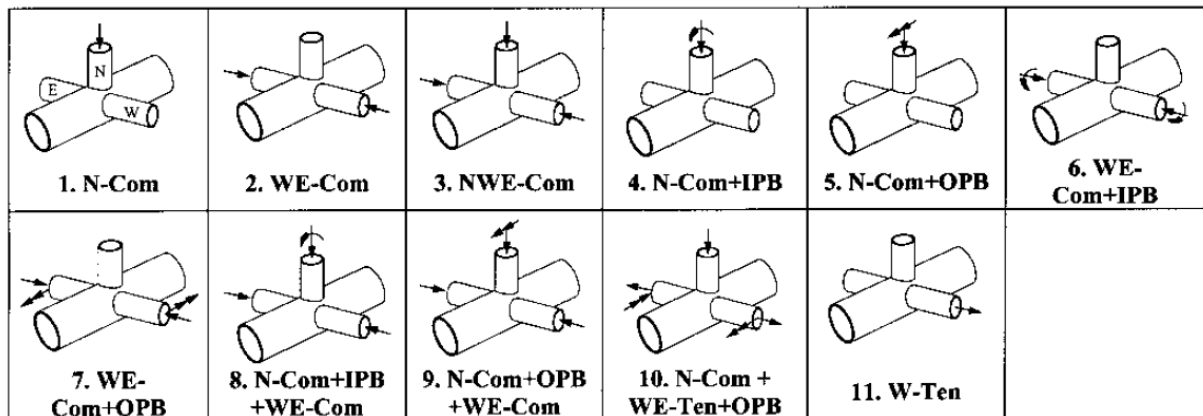 N
E
W
1. N-Com
2. WE-Com
3. NWE-Com
4. N-Com+IPB
5. N-Com+OPB
6. WE-
Com+IPB
7. WE-
Com+OPB
8. N-Com+IPB
+WE-Com
9. N-Com+OPB
+WE-Com
10. N-Com +
WE-Ten+OPB
11. W-Ten